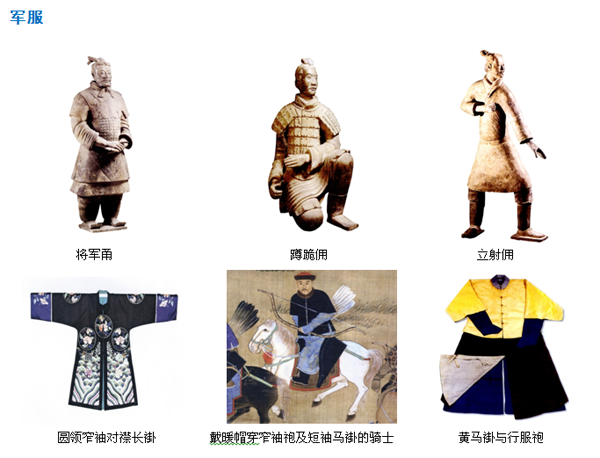 军服
将军甬
蹲跪佣
立射佣
圆领窄袖对襟长褂
戴暖帽穿窄袖袍及短袖马褂的骑士
黄马褂与行服袍